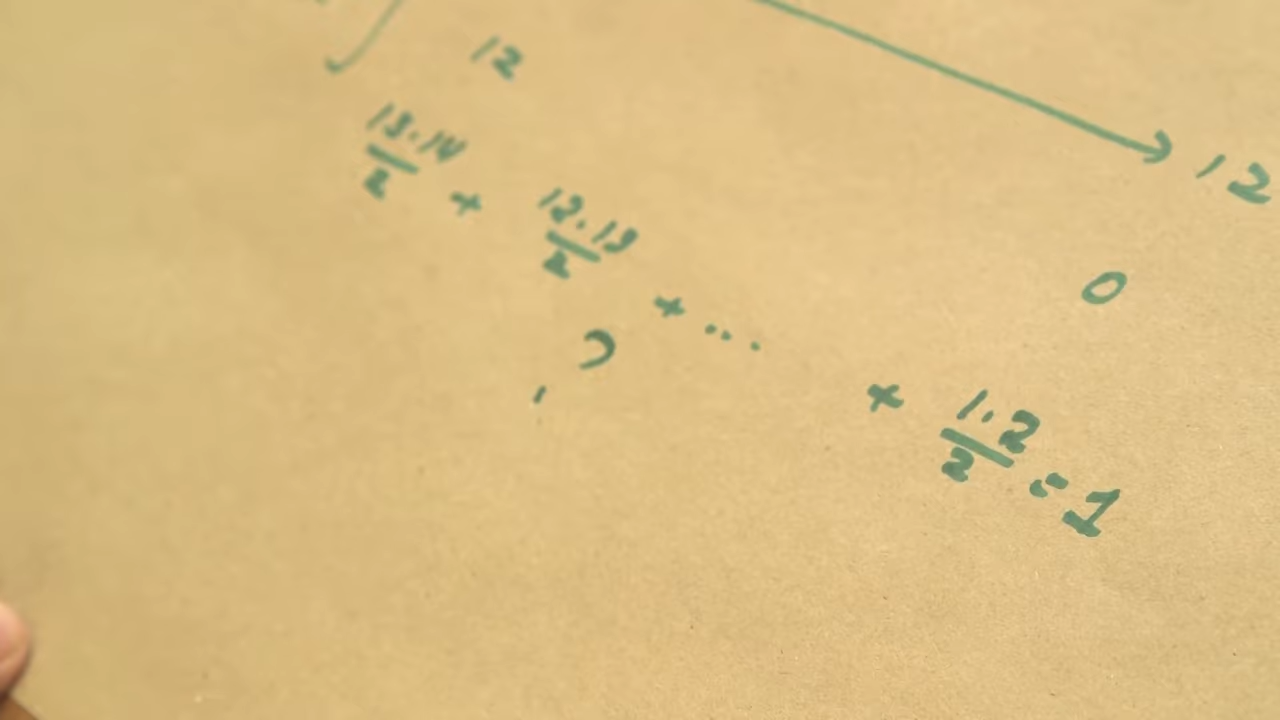 12
12
0
13·14/2 + 12·13/2 + ... + 1·2/2 = 1
?